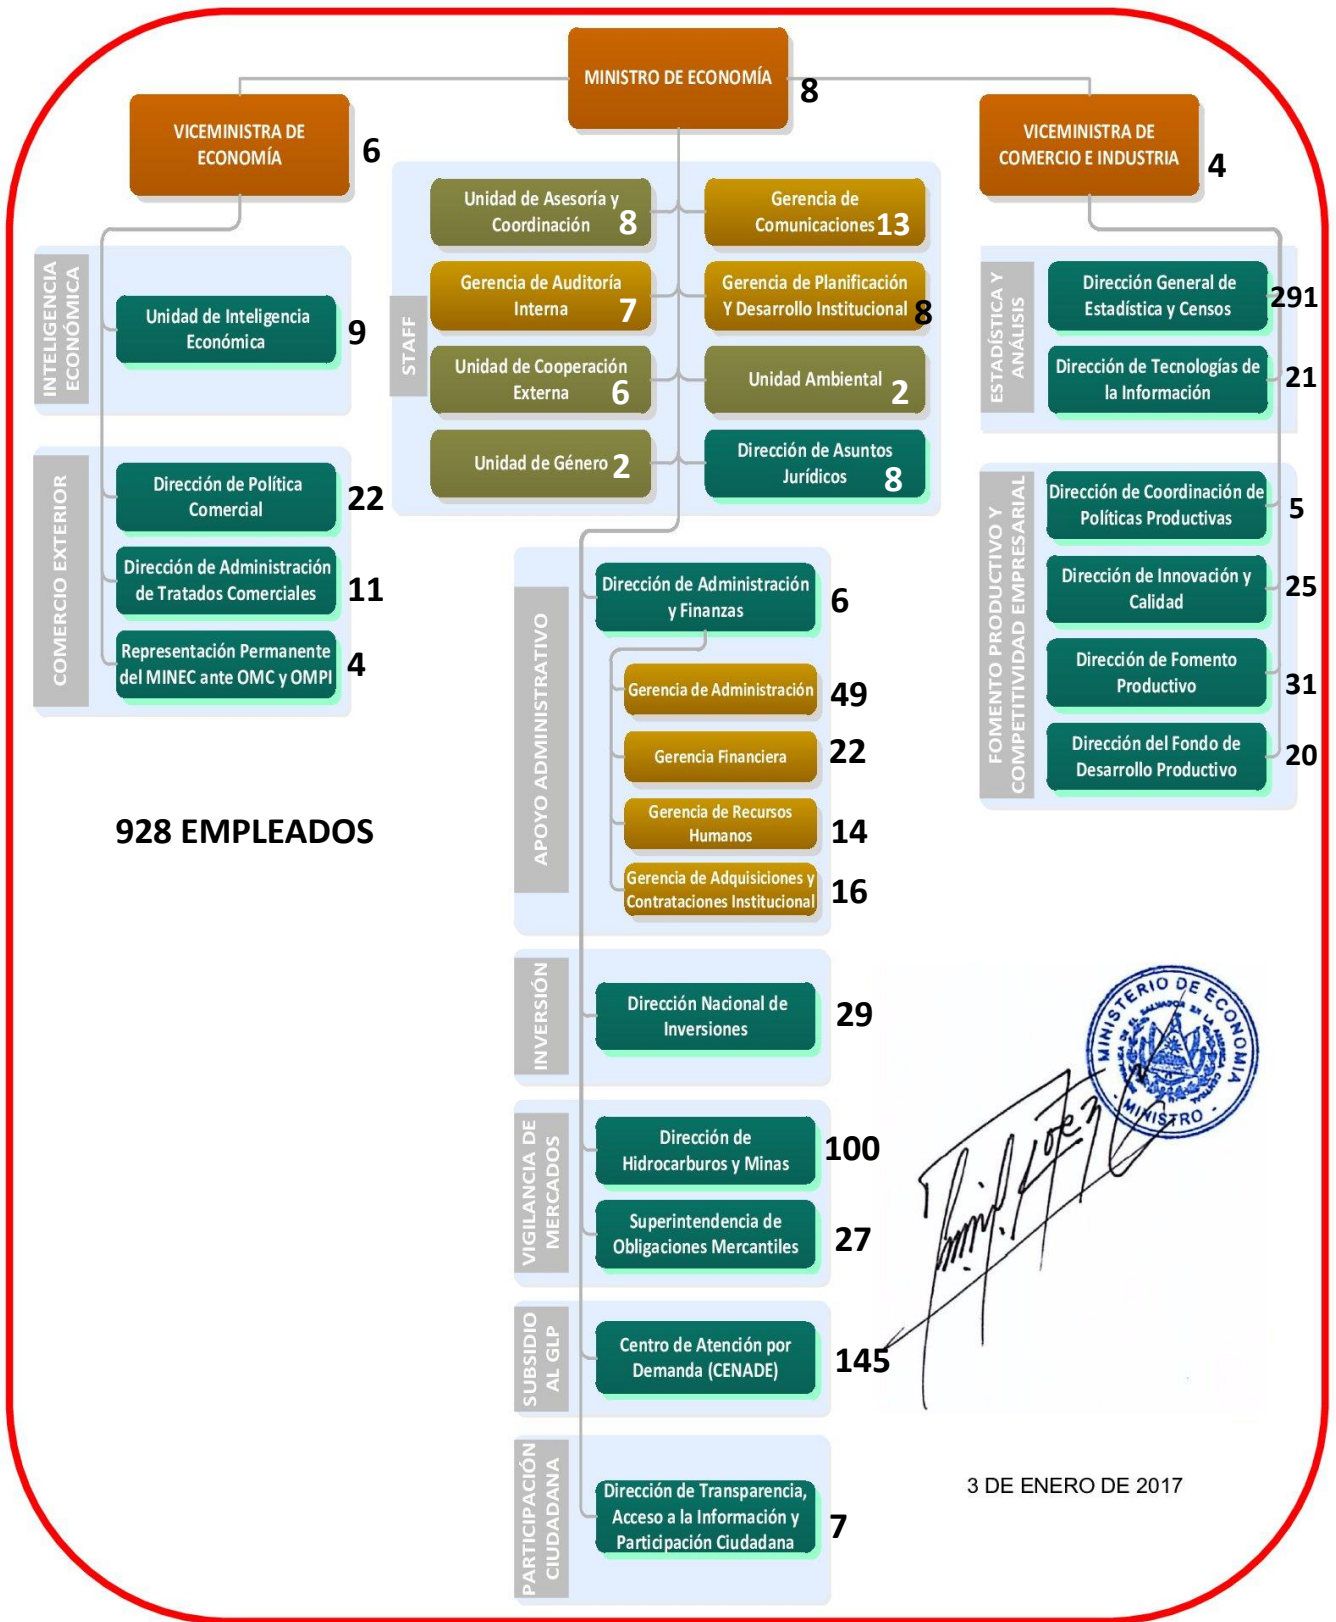 MINISTRO DE ECONOMÍA
8
VICEMINISTRA DE
ECONOMÍA
6
VICEMINISTRA DE
COMERCIO E INDUSTRIA
4
INTELIGENCIA
ECONÓMICA
Unidad de Inteligencia
Económica
9
COMERCIO EXTERIOR
Dirección de Política
Comercial
22
Dirección de Administración
de Tratados Comerciales
11
Representación Permanente
del MINEC ante OMC y OMPI
4
928 EMPLEADOS
STAFF
Unidad de Asesoría y
Coordinación
8
Gerencia de
Comunicaciones
13
Gerencia de Auditoría
Interna
7
Gerencia de Planificación
Y Desarrollo Institucional
8
Unidad de Cooperación
Externa
6
Unidad Ambiental
2
Unidad de Género
2
Dirección de Asuntos
Jurídicos
8
APOYO ADMINISTRATIVO
Dirección de Administración
y Finanzas
6
Gerencia de Administración
49
Gerencia Financiera
22
Gerencia de Recursos
Humanos
14
Gerencia de Adquisiciones y
Contrataciones Institucional
16
INVERSIÓN
Dirección Nacional de
Inversiones
29
VIGILANCIA DE
MERCADOS
Dirección de
Hidrocarburos y Minas
100
Superintendencia de
Obligaciones Mercantiles
27
SUBSIDIO
AL GLP
Centro de Atención por
Demanda (CENADE)
145
PARTICIPACIÓN
CIUDADANA
Dirección de Transparencia,
Acceso a la Información y
Participación Ciudadana
7
ESTADÍSTICA Y
ANÁLISIS
Dirección General de
Estadística y Censos
291
Dirección de Tecnologías de
la Información
21
FOMENTO PRODUCTIVO Y
COMPETITIVIDAD EMPRESARIAL
Dirección de Coordinación de
Políticas Productivas
5
Dirección de Innovación y
Calidad
25
Dirección de Fomento
Productivo
31
Dirección del Fondo de
Desarrollo Productivo
20
MINISTERIO DE ECONOMIA
EL SALVADOR EN LA AMERICA CENTRAL
- MINISTRO -
3 DE ENERO DE 2017